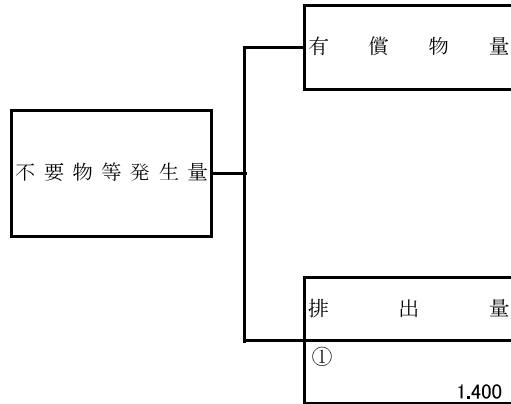 有償物量
不要物等発生量
排出量
①
1.400